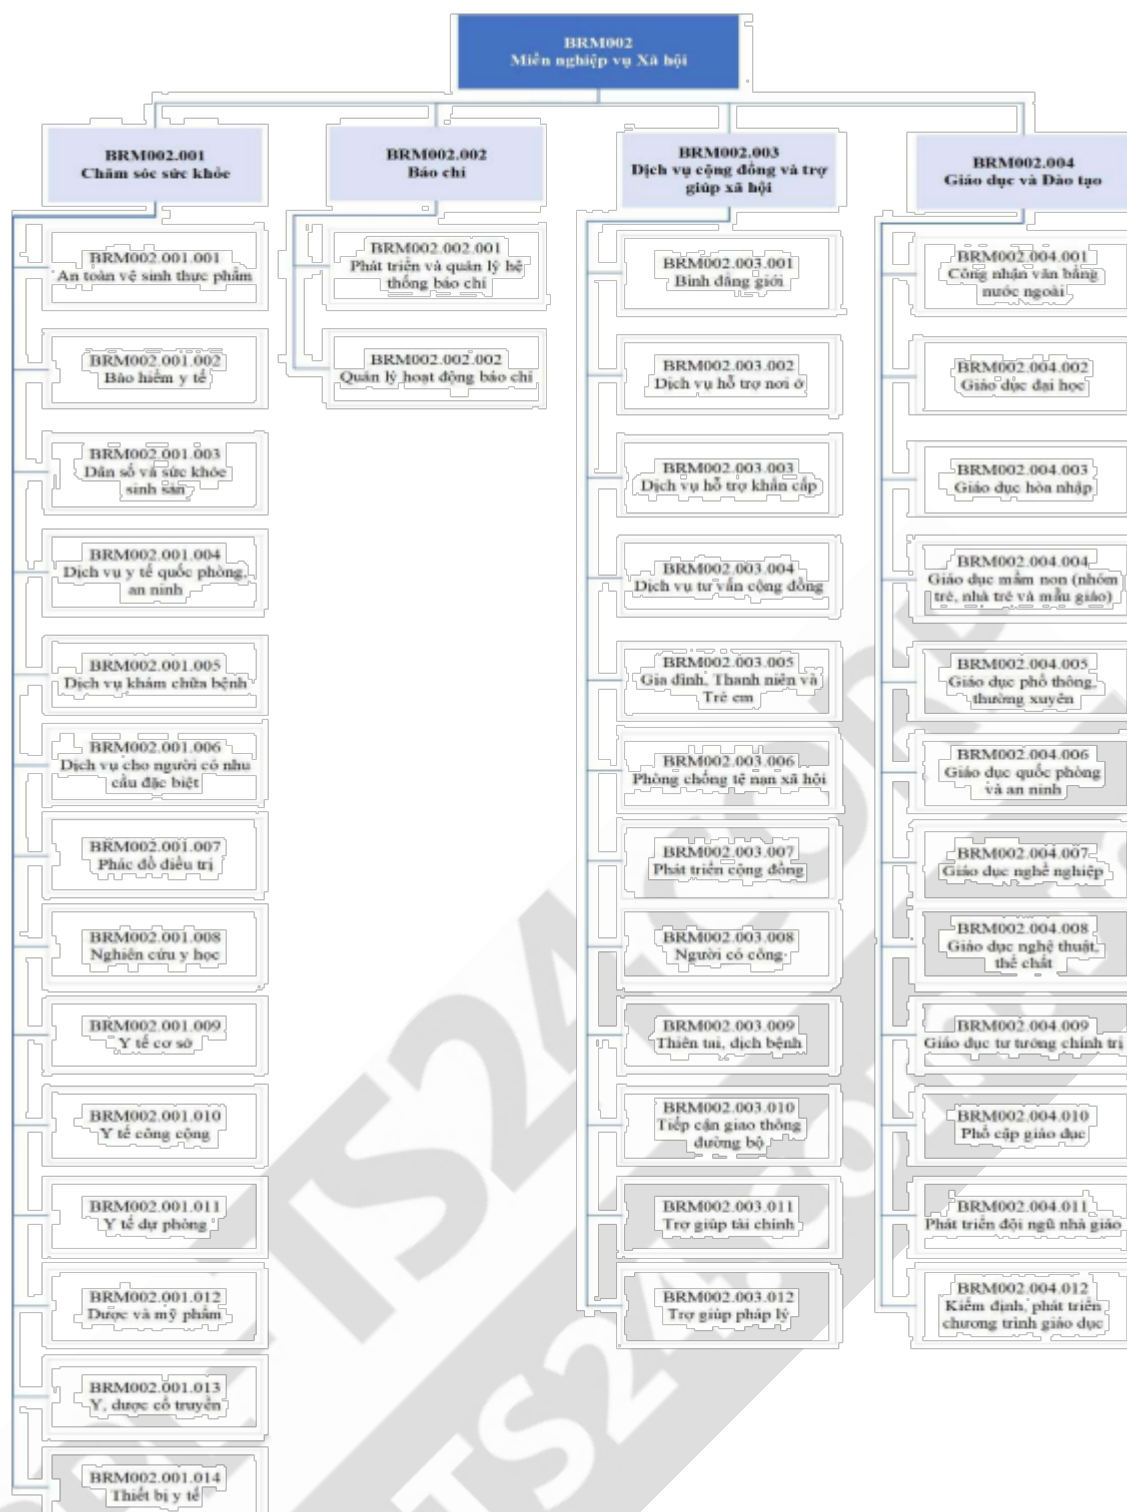 BRM002
Miền nghiệp vụ Xã hội
BRM002.001
Chăm sóc sức khỏe
BRM002.001.001
An toàn vệ sinh thực phẩm
BRM002.001.002
Bảo hiểm y tế
BRM002.001.003
Dân số và sức khỏe
sinh sản
BRM002.001.004
Dịch vụ y tế quốc phòng,
an ninh
BRM002.001.005
Dịch vụ khám chữa bệnh
BRM002.001.006
Dịch vụ cho người có nhu
cầu đặc biệt
BRM002.001.007
Phác đồ điều trị
BRM002.001.008
Nghiên cứu y học
BRM002.001.009
Y tế cơ sở
BRM002.001.010
Y tế công cộng
BRM002.001.011
Y tế dự phòng
BRM002.001.012
Dược và mỹ phẩm
BRM002.001.013
Y, dược cổ truyền
BRM002.001.014
Thiết bị y tế
BRM002.002
Báo chí
BRM002.002.001
Phát triển và quản lý hệ
thống báo chí
BRM002.002.002
Quản lý hoạt động báo chí
BRM002.003
Dịch vụ cộng đồng và trợ
giúp xã hội
BRM002.003.001
Bình đẳng giới
BRM002.003.002
Dịch vụ hỗ trợ nơi ở
BRM002.003.003
Dịch vụ hỗ trợ khẩn cấp
BRM002.003.004
Dịch vụ tư vấn cộng đồng
BRM002.003.005
Gia đình, Thanh niên và
Trẻ em
BRM002.003.006
Phòng chống tệ nạn xã hội
BRM002.003.007
Phát triển cộng đồng
BRM002.003.008
Người có công
BRM002.003.009
Thiên tai, dịch bệnh
BRM002.003.010
Tiếp cận giao thông
đường bộ
BRM002.003.011
Trợ giúp tài chính
BRM002.003.012
Trợ giúp pháp lý
BRM002.004
Giáo dục và Đào tạo
BRM002.004.001
Công nhận văn bằng
nước ngoài
BRM002.004.002
Giáo dục đại học
BRM002.004.003
Giáo dục hòa nhập
BRM002.004.004
Giáo dục mầm non (nhóm
trẻ, nhà trẻ và mẫu giáo)
BRM002.004.005
Giáo dục phổ thông,
thường xuyên
BRM002.004.006
Giáo dục quốc phòng
và an ninh
BRM002.004.007
Giáo dục nghề nghiệp
BRM002.004.008
Giáo dục nghệ thuật,
thể chất
BRM002.004.009
Giáo dục tư tưởng chính trị
BRM002.004.010
Phổ cập giáo dục
BRM002.004.011
Phát triển đội ngũ nhà giáo
BRM002.004.012
Kiểm định, phát triển
chương trình giáo dục